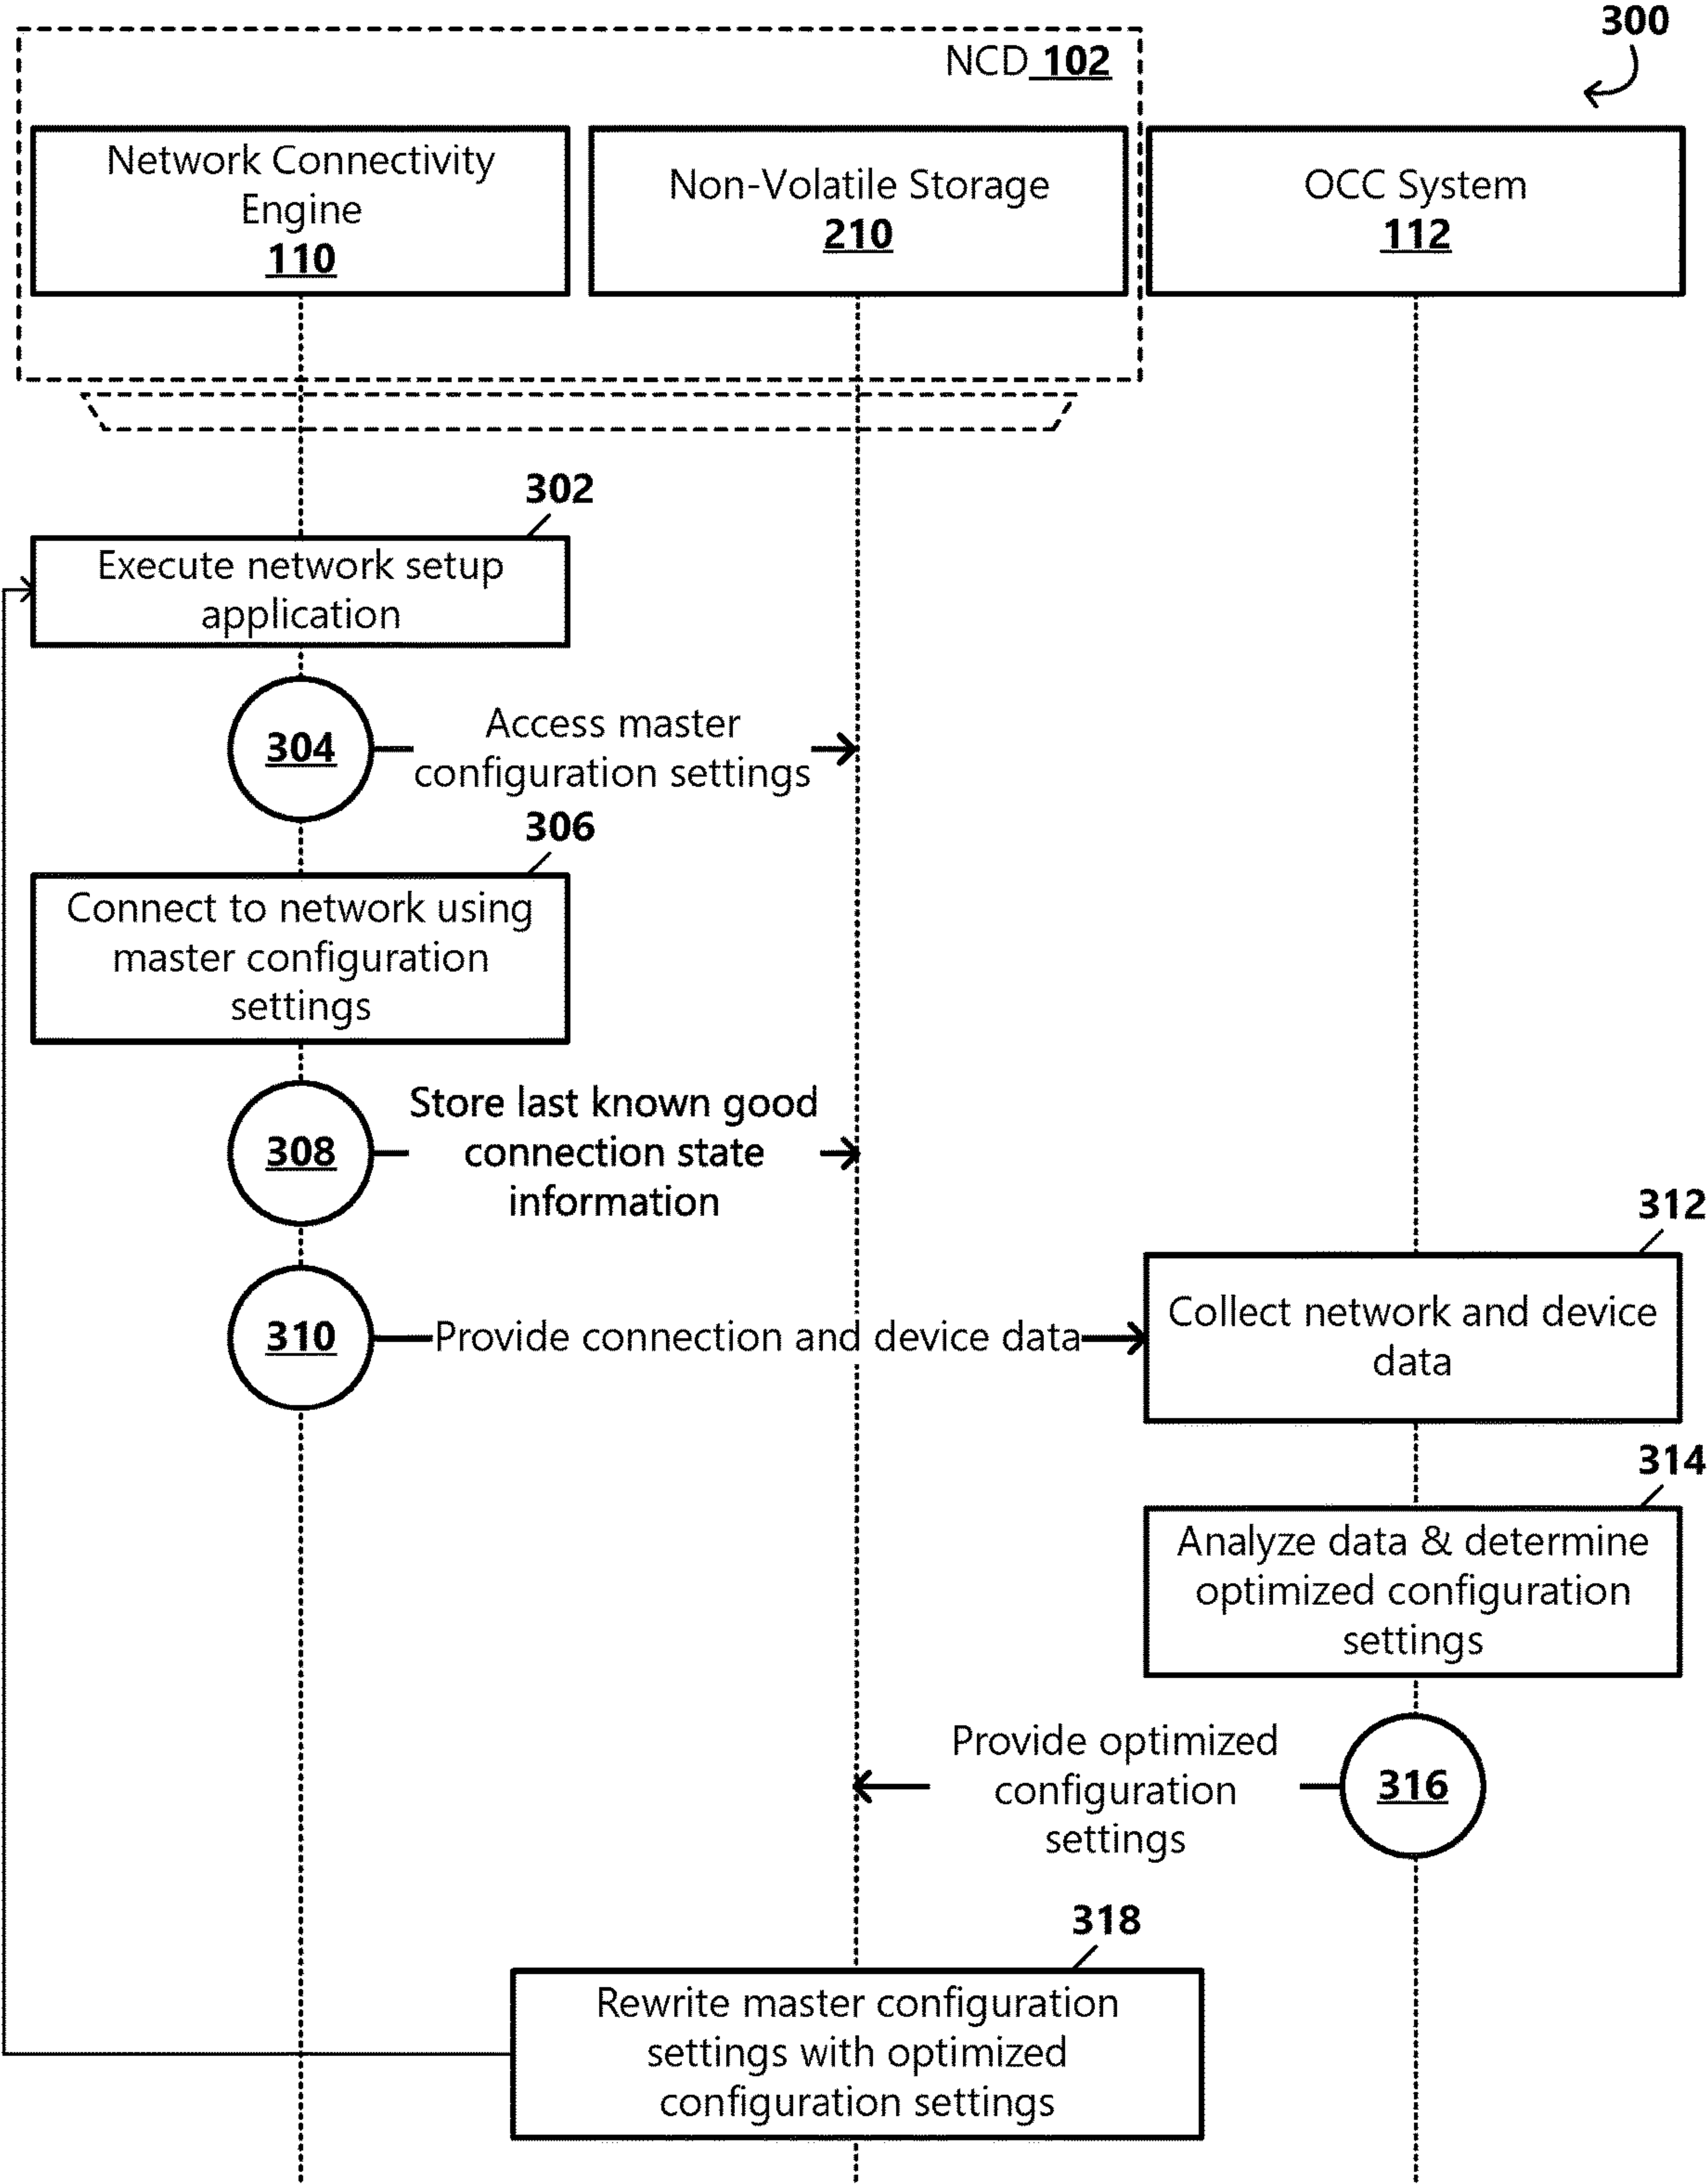 300
NCD 102
Network Connectivity
Engine
110
Non-Volatile Storage
210
OCC System
112
302
Execute network setup
application
304
Access master
configuration settings
306
Connect to network using
master configuration
settings
308
Store last known good
connection state
information
312
310
Provide connection and device data
Collect network and device
data
314
Analyze data & determine
optimized configuration
settings
Provide optimized
configuration
settings
316
318
Rewrite master configuration
settings with optimized
configuration settings